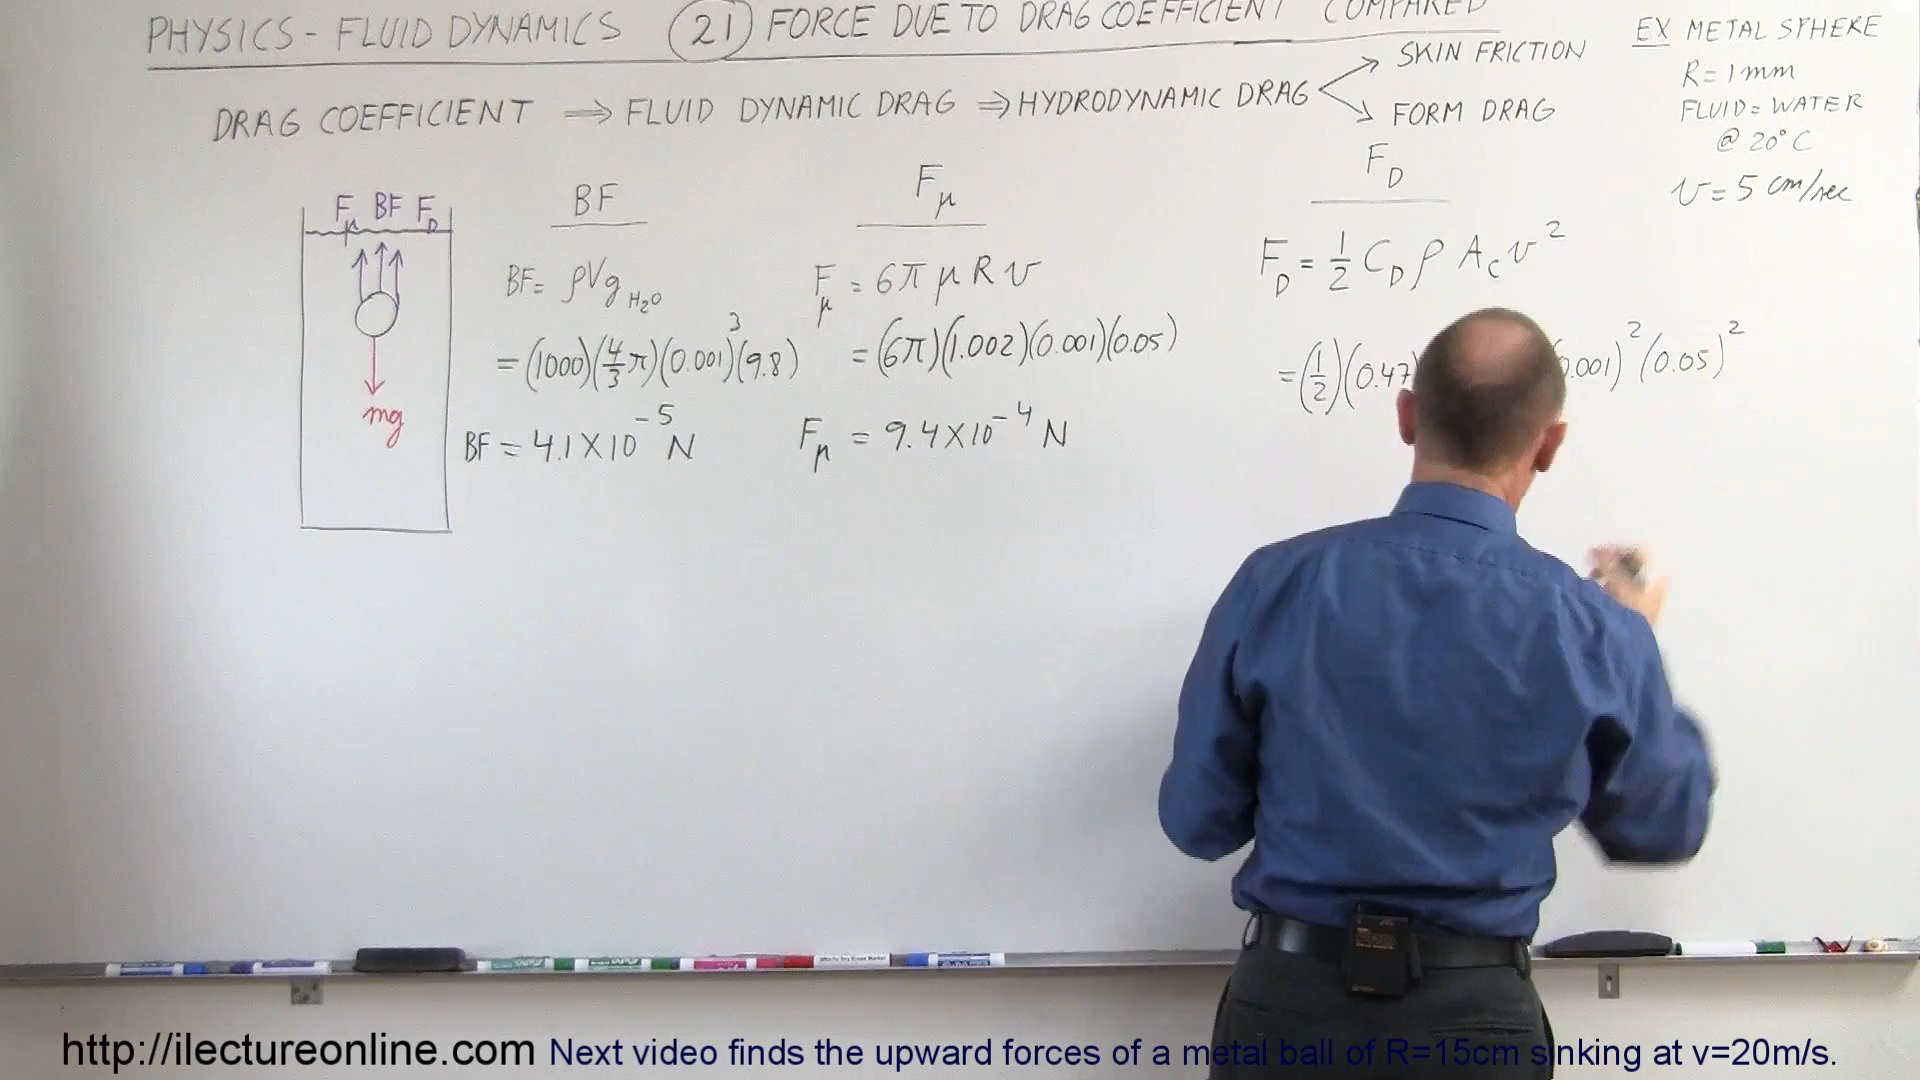 PHYSICS - FLUID DYNAMICS (21) FORCE DUE TO DRAG COEFFICIENT COMPARED
DRAG COEFFICIENT ⇒ FLUID DYNAMIC DRAG ⇒ HYDRODYNAMIC DRAG
SKIN FRICTION
FORM DRAG
EX METAL SPHERE
R = 1 mm
FLUID = WATER
@ 20° C
v = 5 cm/sec
F_μ BF F_D
mg
BF
BF = ρVg H₂O
= (1000)(4/3 π)(0.001)³(9.8)
BF = 4.1 X 10⁻⁵ N
F_μ
F_μ = 6π μ R v
= (6π)(1.002)(0.001)(0.05)
F_μ = 9.4 X 10⁻⁴ N
F_D
F_D = 1/2 C_D ρ A_c v²
= (1/2)(0.47) 0.001)² (0.05)²
http://ilectureonline.com Next video finds the upward forces of a metal ball of R=15cm sinking at v=20m/s.